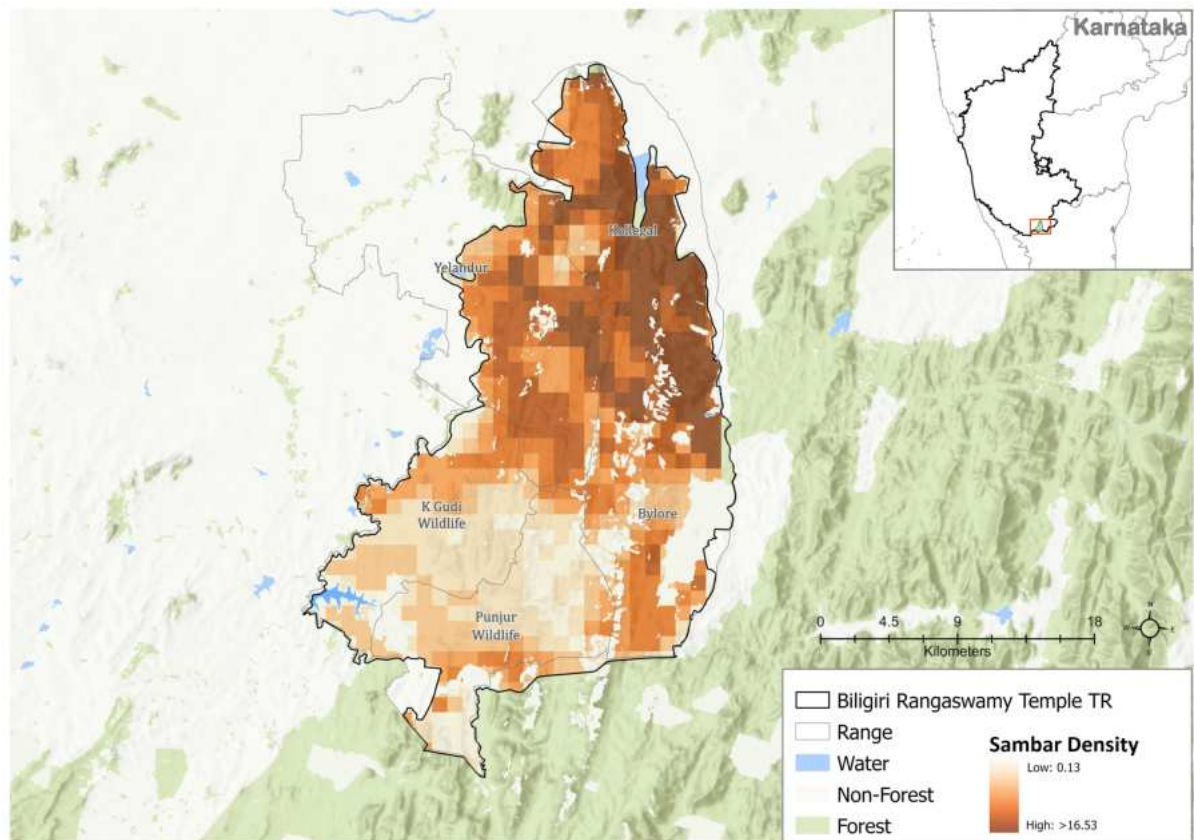 Karnataka
Kollegal
Yelandur
K Gudi
Wildlife
Bylore
Punjur
Wildlife
N
W
E
S
0 4.5 9 18
Kilometers
Biligiri Rangaswamy Temple TR
Range
Water
Non-Forest
Forest
Sambar Density
Low: 0.13
High: >16.53